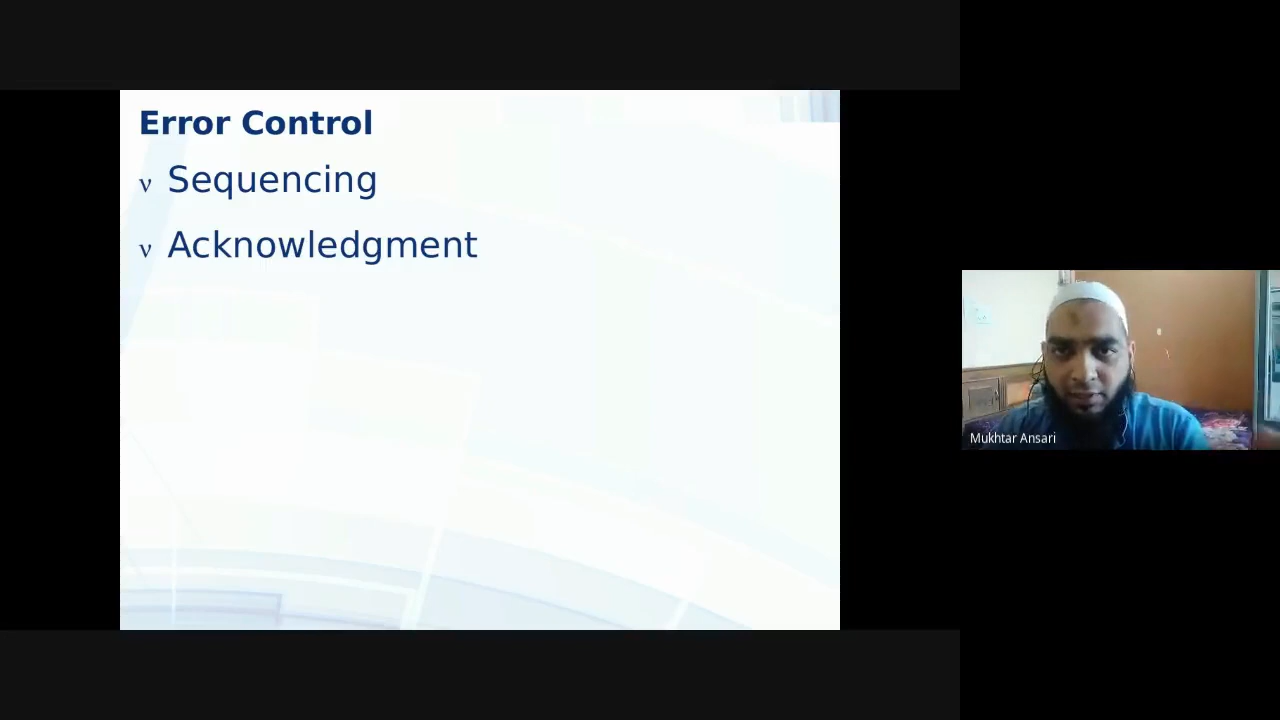 Error Control
ν Sequencing
ν Acknowledgment
Mukhtar Ansari